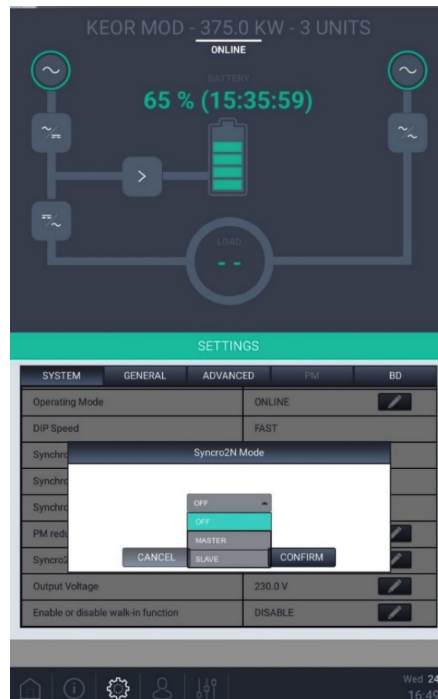 KEOR MOD - 375.0 KW - 3 UNITS
ONLINE
BATTERY
65 % (15:35:59)
>
LOAD
- -
SETTINGS
SYSTEM GENERAL ADVANCED PM BD
Operating Mode ONLINE
DIP Speed FAST
Synchro
Syncro2N Mode
Synchro
Synchro
OFF
OFF
PM redu
MASTER
Syncro2
CANCEL SLAVE CONFIRM
Output Voltage 230.0 V
Enable or disable walk-in function DISABLE
Wed 24
16:49